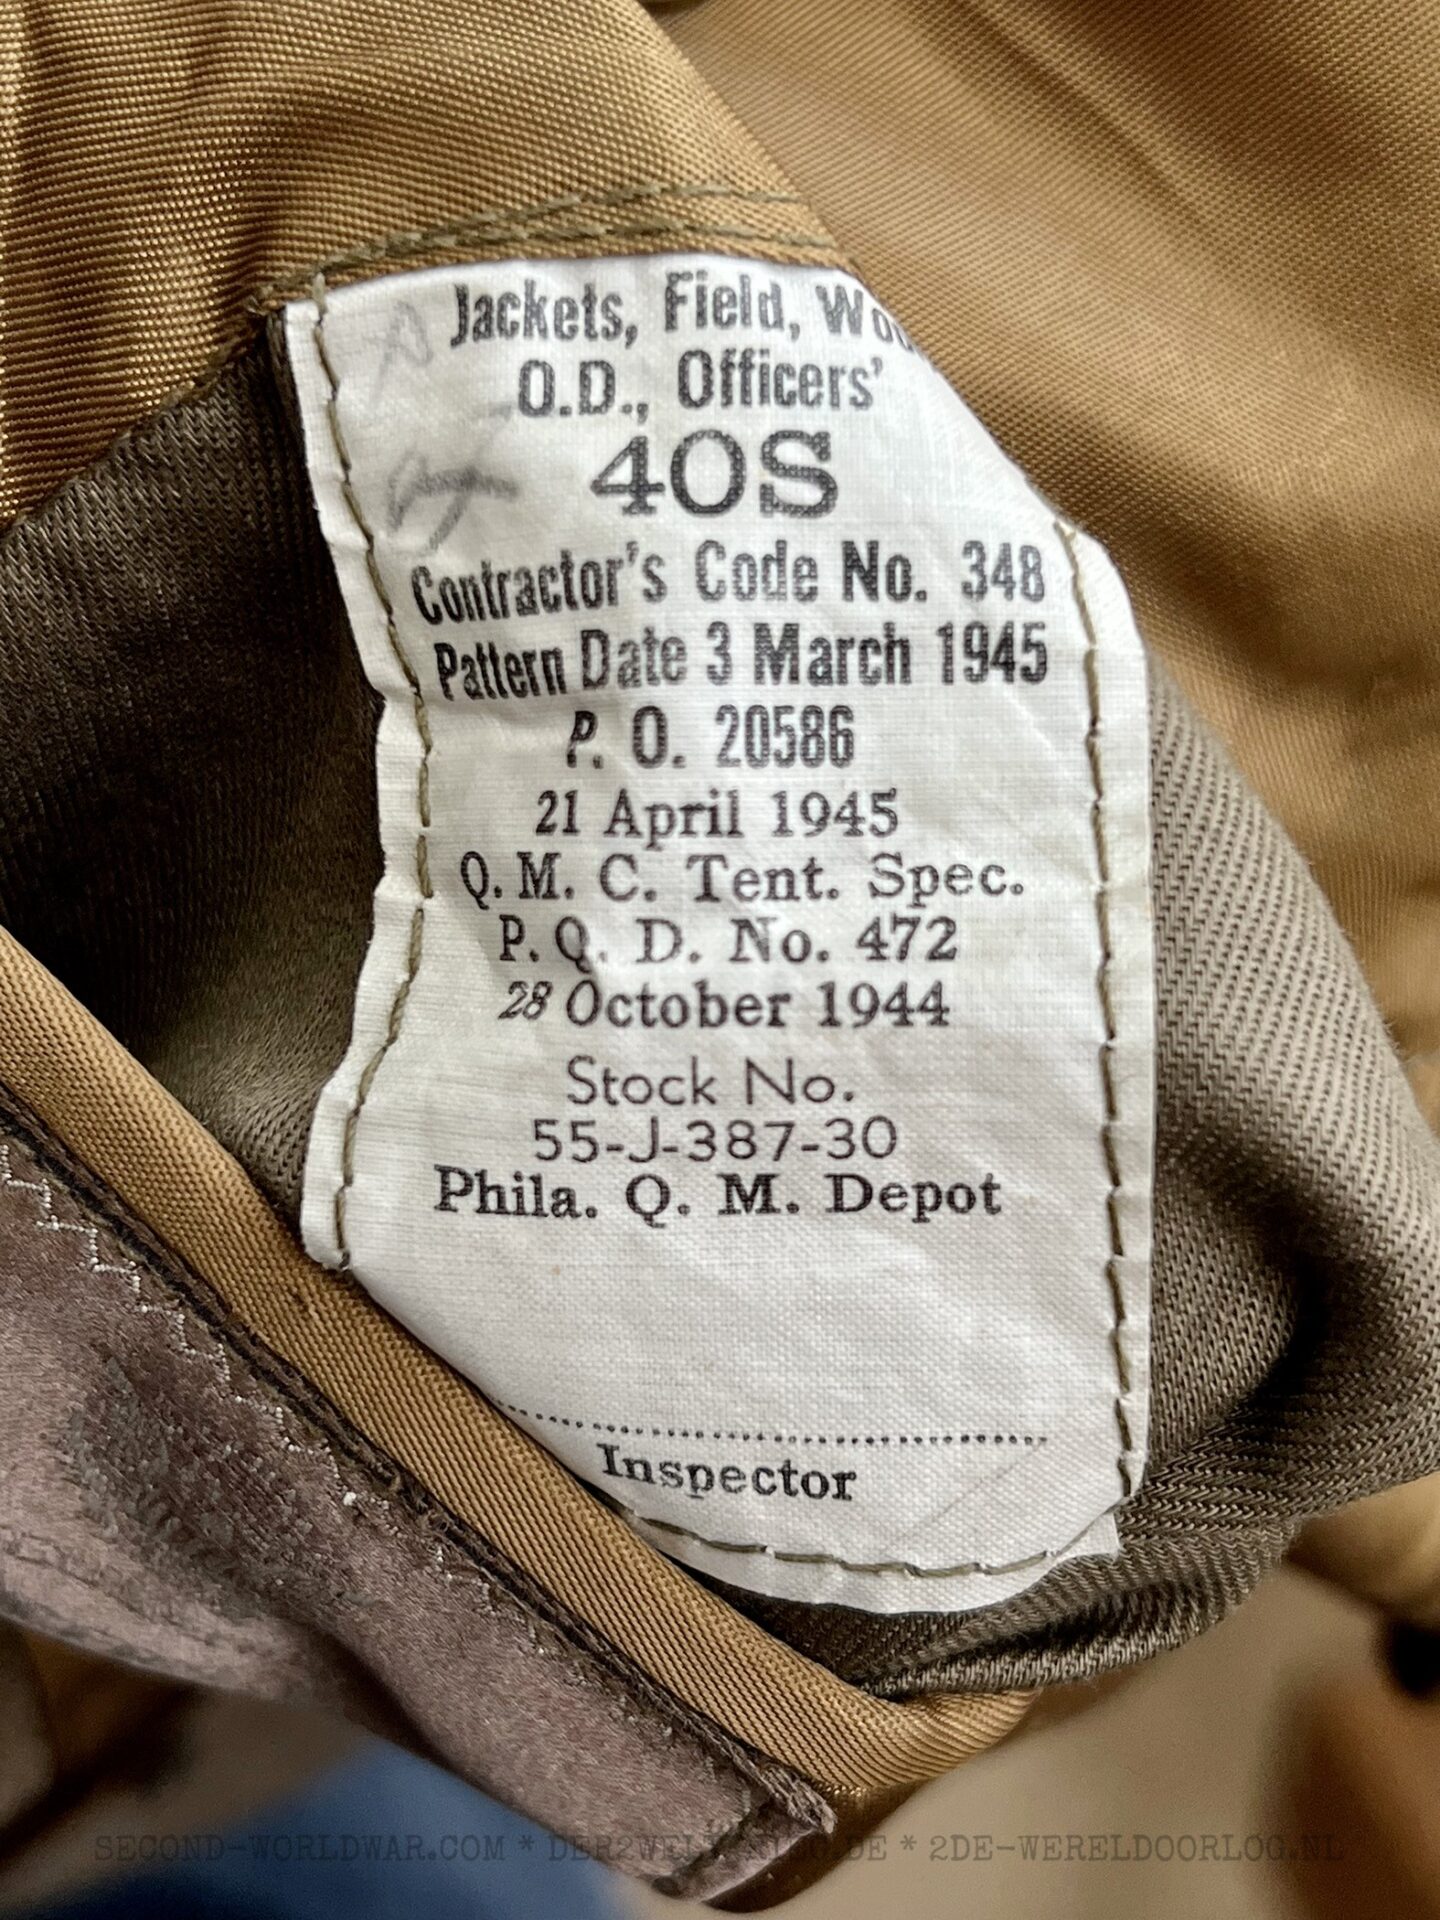 Jackets, Field,
O.D., Officers'
40S
Contractor's Code No. 348
Pattern Date 3 March 1945
P. O. 20586
21 April 1945
Q. M. C. Tent. Spec.
P. Q. D. No. 472
28 October 1944
Stock No.
55-J-387-30
Phila. Q. M. Depot
Inspector
SECOND-WORLDWAR.COM * * 2DE-WERELDOORLOG.NL